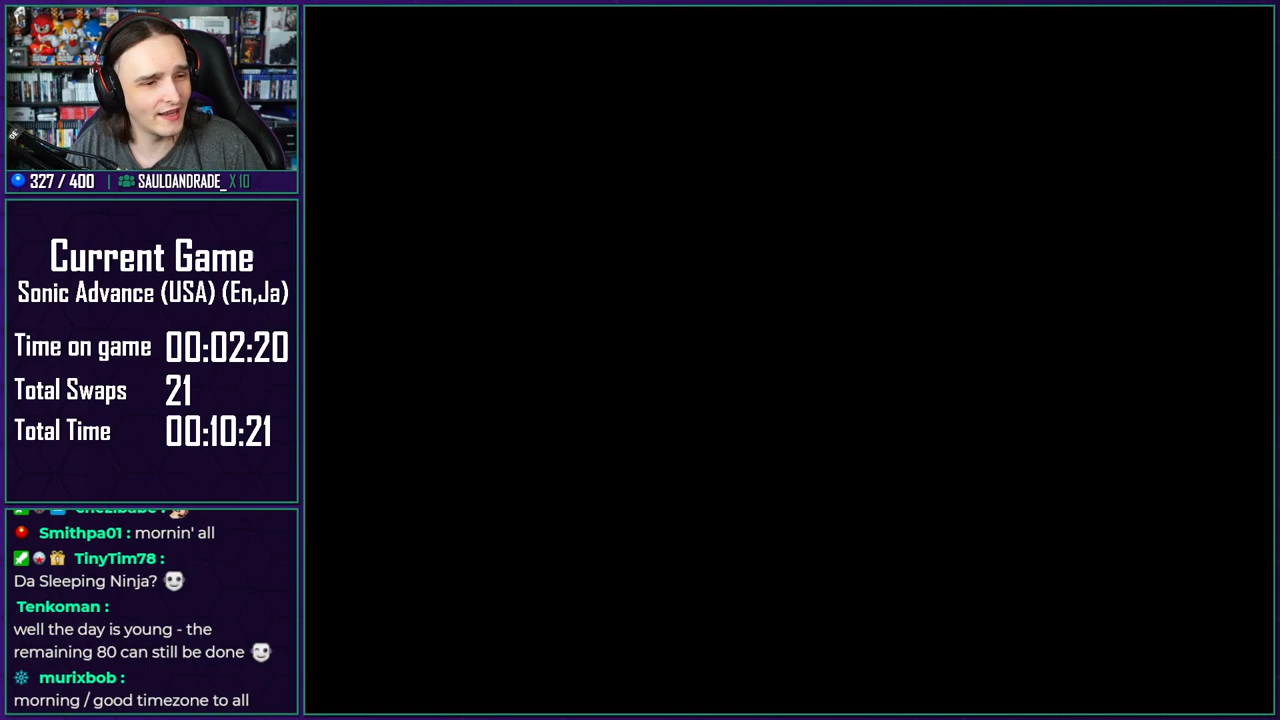 327 / 400 | SAULOANDRADE_ X 10
Current Game
Sonic Advance (USA) (En,Ja)
Time on game 00:02:20
Total Swaps 21
Total Time 00:10:21
Smithpa01 : mornin' all
TinyTim78 :
Da Sleeping Ninja?
Tenkoman :
well the day is young - the
remaining 80 can still be done
murixbob :
morning / good timezone to all